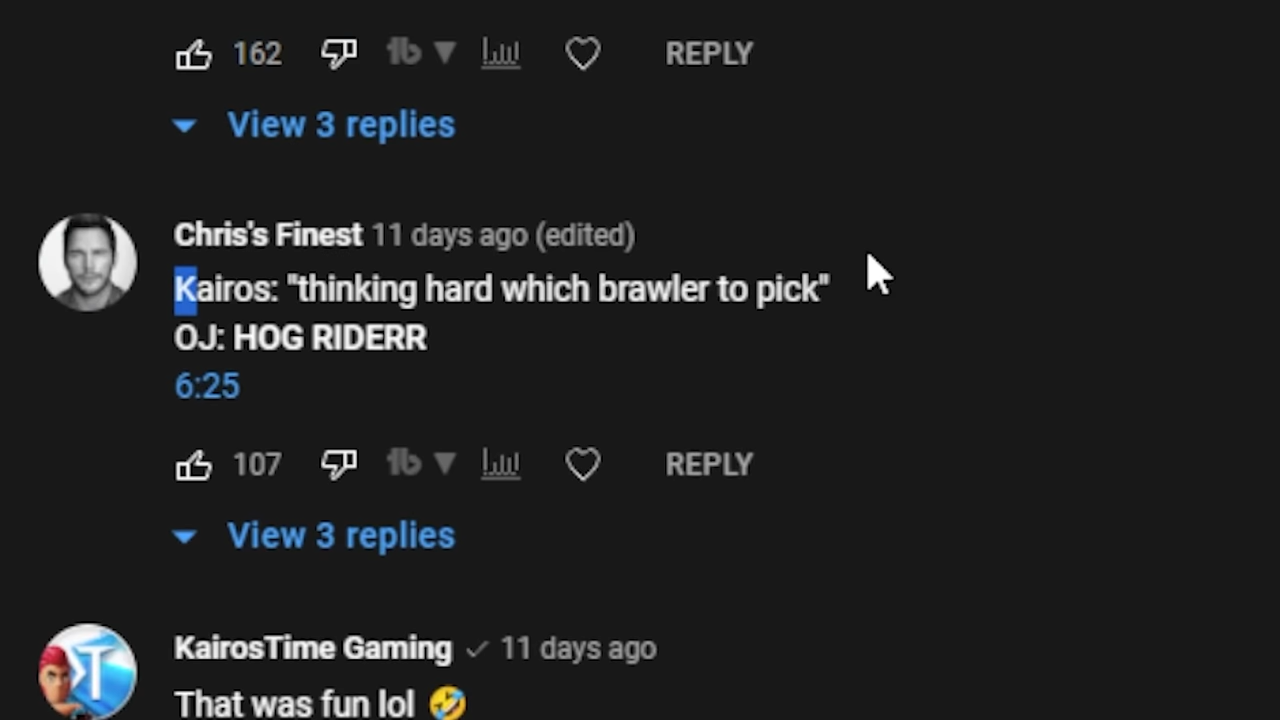 162 REPLY
View 3 replies
Chris's Finest 11 days ago (edited)
Kairos: "thinking hard which brawler to pick"
OJ: HOG RIDERR
6:25
107 REPLY
View 3 replies
KairosTime Gaming ✓ 11 days ago
That was fun lol 🤣